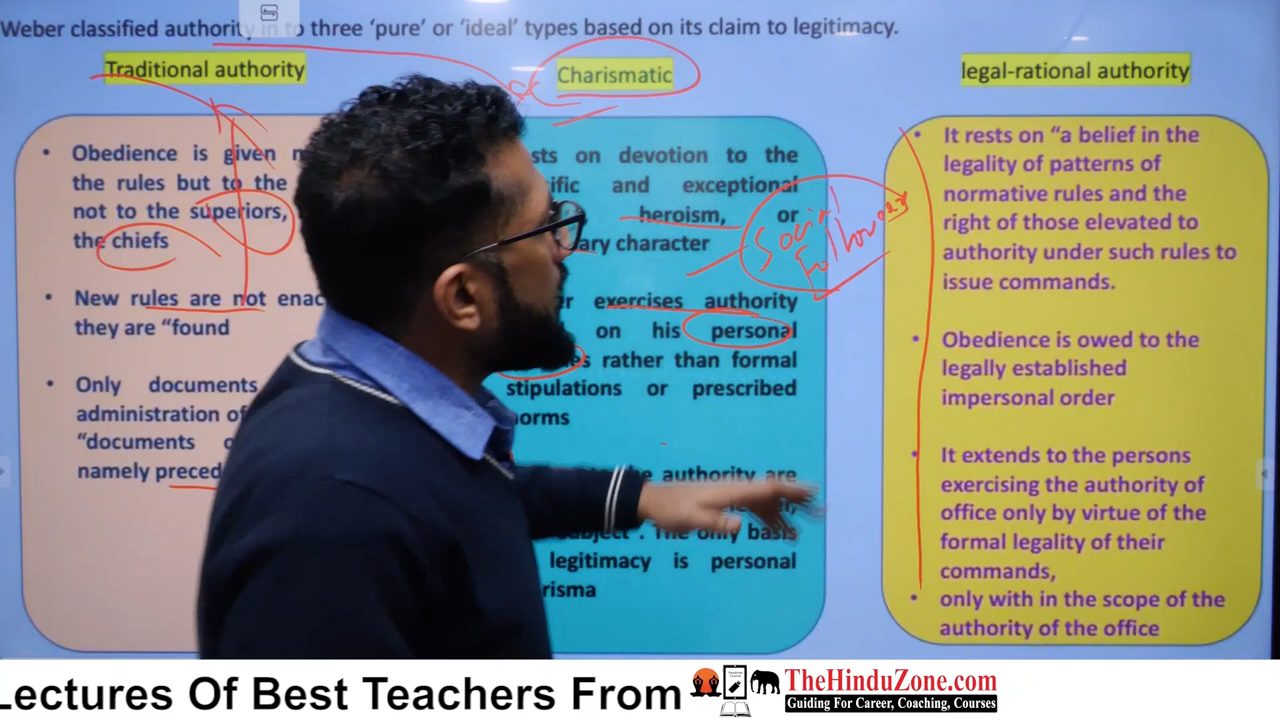 Weber classified authority in to three ‘pure’ or ‘ideal’ types based on its claim to legitimacy.
Traditional authority
• Obedience is given
the rules but to the
not to the superiors,
the chiefs
• New rules are not
they are “found
• Only documents
administration of
“documents
namely
Charismatic
on devotion to the
and exceptional
heroism, or
character
exercises authority
on his personal
rather than formal
stipulations or prescribed
norms
authority are
The only basis
legitimacy is personal
Social
Followers
legal-rational authority
• It rests on “a belief in the
legality of patterns of
normative rules and the
right of those elevated to
authority under such rules to
issue commands.
• Obedience is owed to the
legally established
impersonal order
• It extends to the persons
exercising the authority of
office only by virtue of the
formal legality of their
commands,
• only with in the scope of the
authority of the office
Lectures Of Best Teachers From
TheHinduZone.com
Guiding For Career, Coaching, Courses